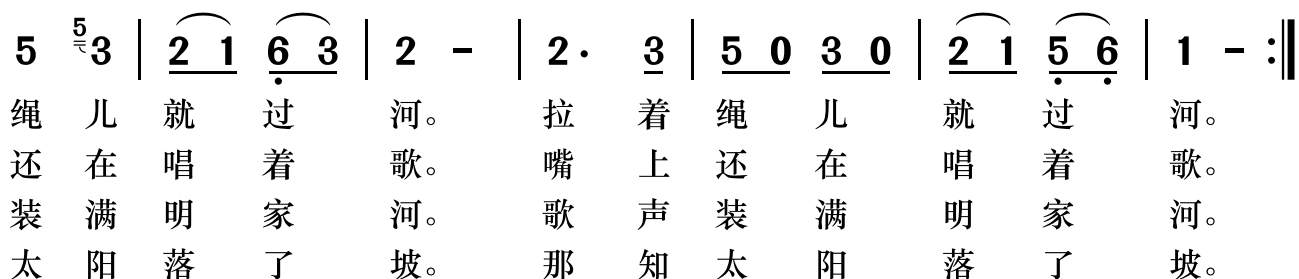 5 5 3 | 2 1 6 3 | 2 - | 2· 3 | 5 0 3 0 | 2 1 5 6 | 1 - :|
绳儿就过河。拉着绳儿就过河。
还在唱着歌。嘴上还在唱着歌。
装满明家河。歌声装满明家河。
太阳落了坡。那知太阳落了坡。